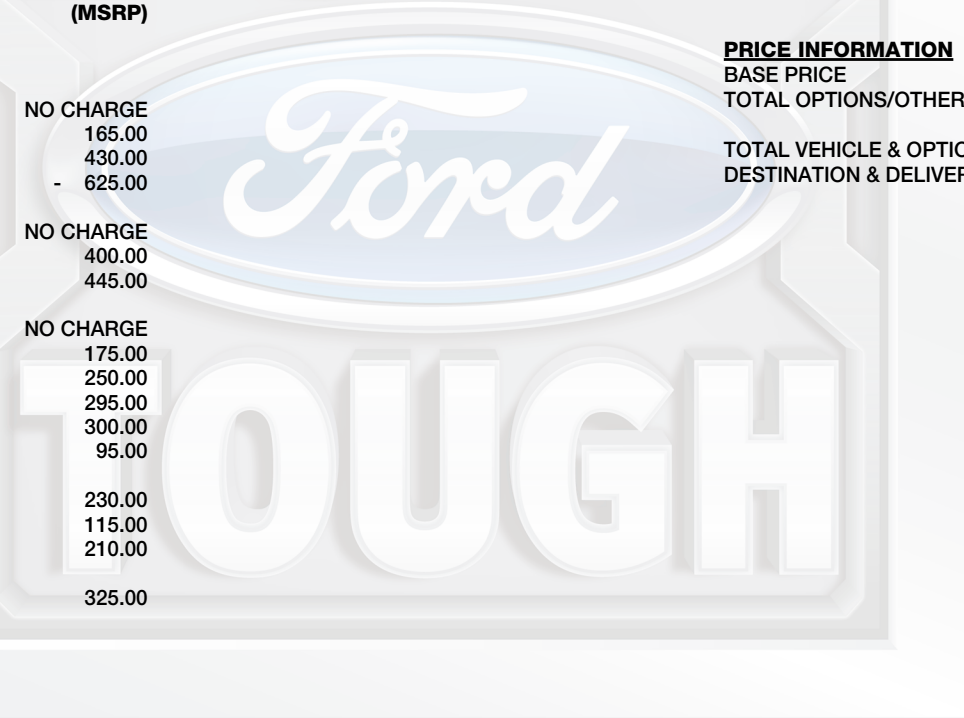 (MSRP)
NO CHARGE
165.00
430.00
- 625.00
NO CHARGE
400.00
445.00
NO CHARGE
175.00
250.00
295.00
300.00
95.00
230.00
115.00
210.00
325.00
PRICE INFORMATION
BASE PRICE
TOTAL OPTIONS/OTHER
TOTAL VEHICLE & OPTIO
DESTINATION & DELIVER
Ford
TOUGH